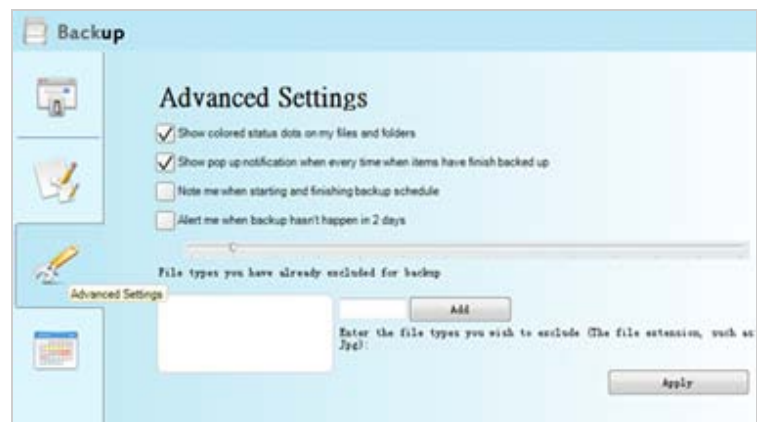 Backup
Advanced Settings
Show colored status dots on my files and folders
Show pop up notification when every time when items have finish backed up
Note me when starting and finishing backup schedule
Alert me when backup hasn't happen in 2 days
File types you have already excluded for backup
Advanced Settings
Add
Enter the file types you wish to exclude (The file extension, such as
Jpg):
Apply